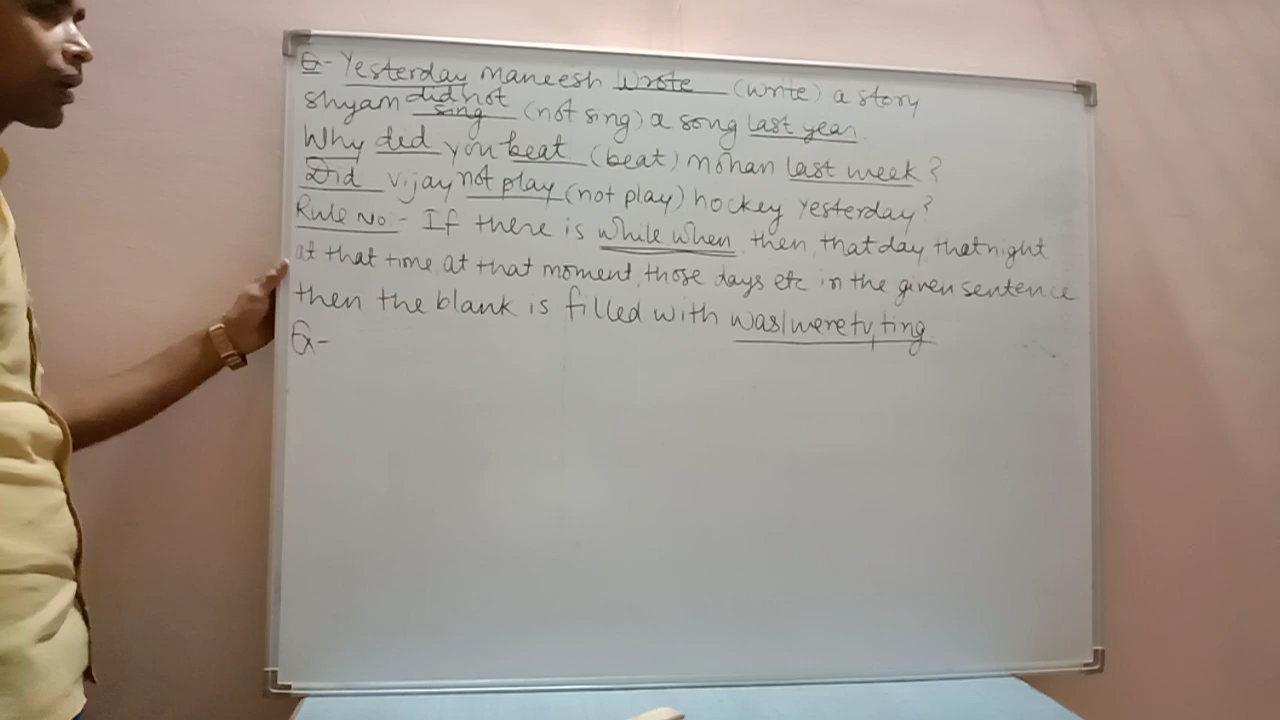 Ex- Yesterday Maneesh Wrote (write) a story
Shyam did not sing (not sing) a song last year.
Why did you beat (beat) Mohan last week?
Did vijay not play (not play) hockey yesterday?
Rule No:- If there is while when, then, that day, that night
at that time, at that moment, those days etc in the given sentence
then the blank is filled with was/were+v1+ing
Ex-